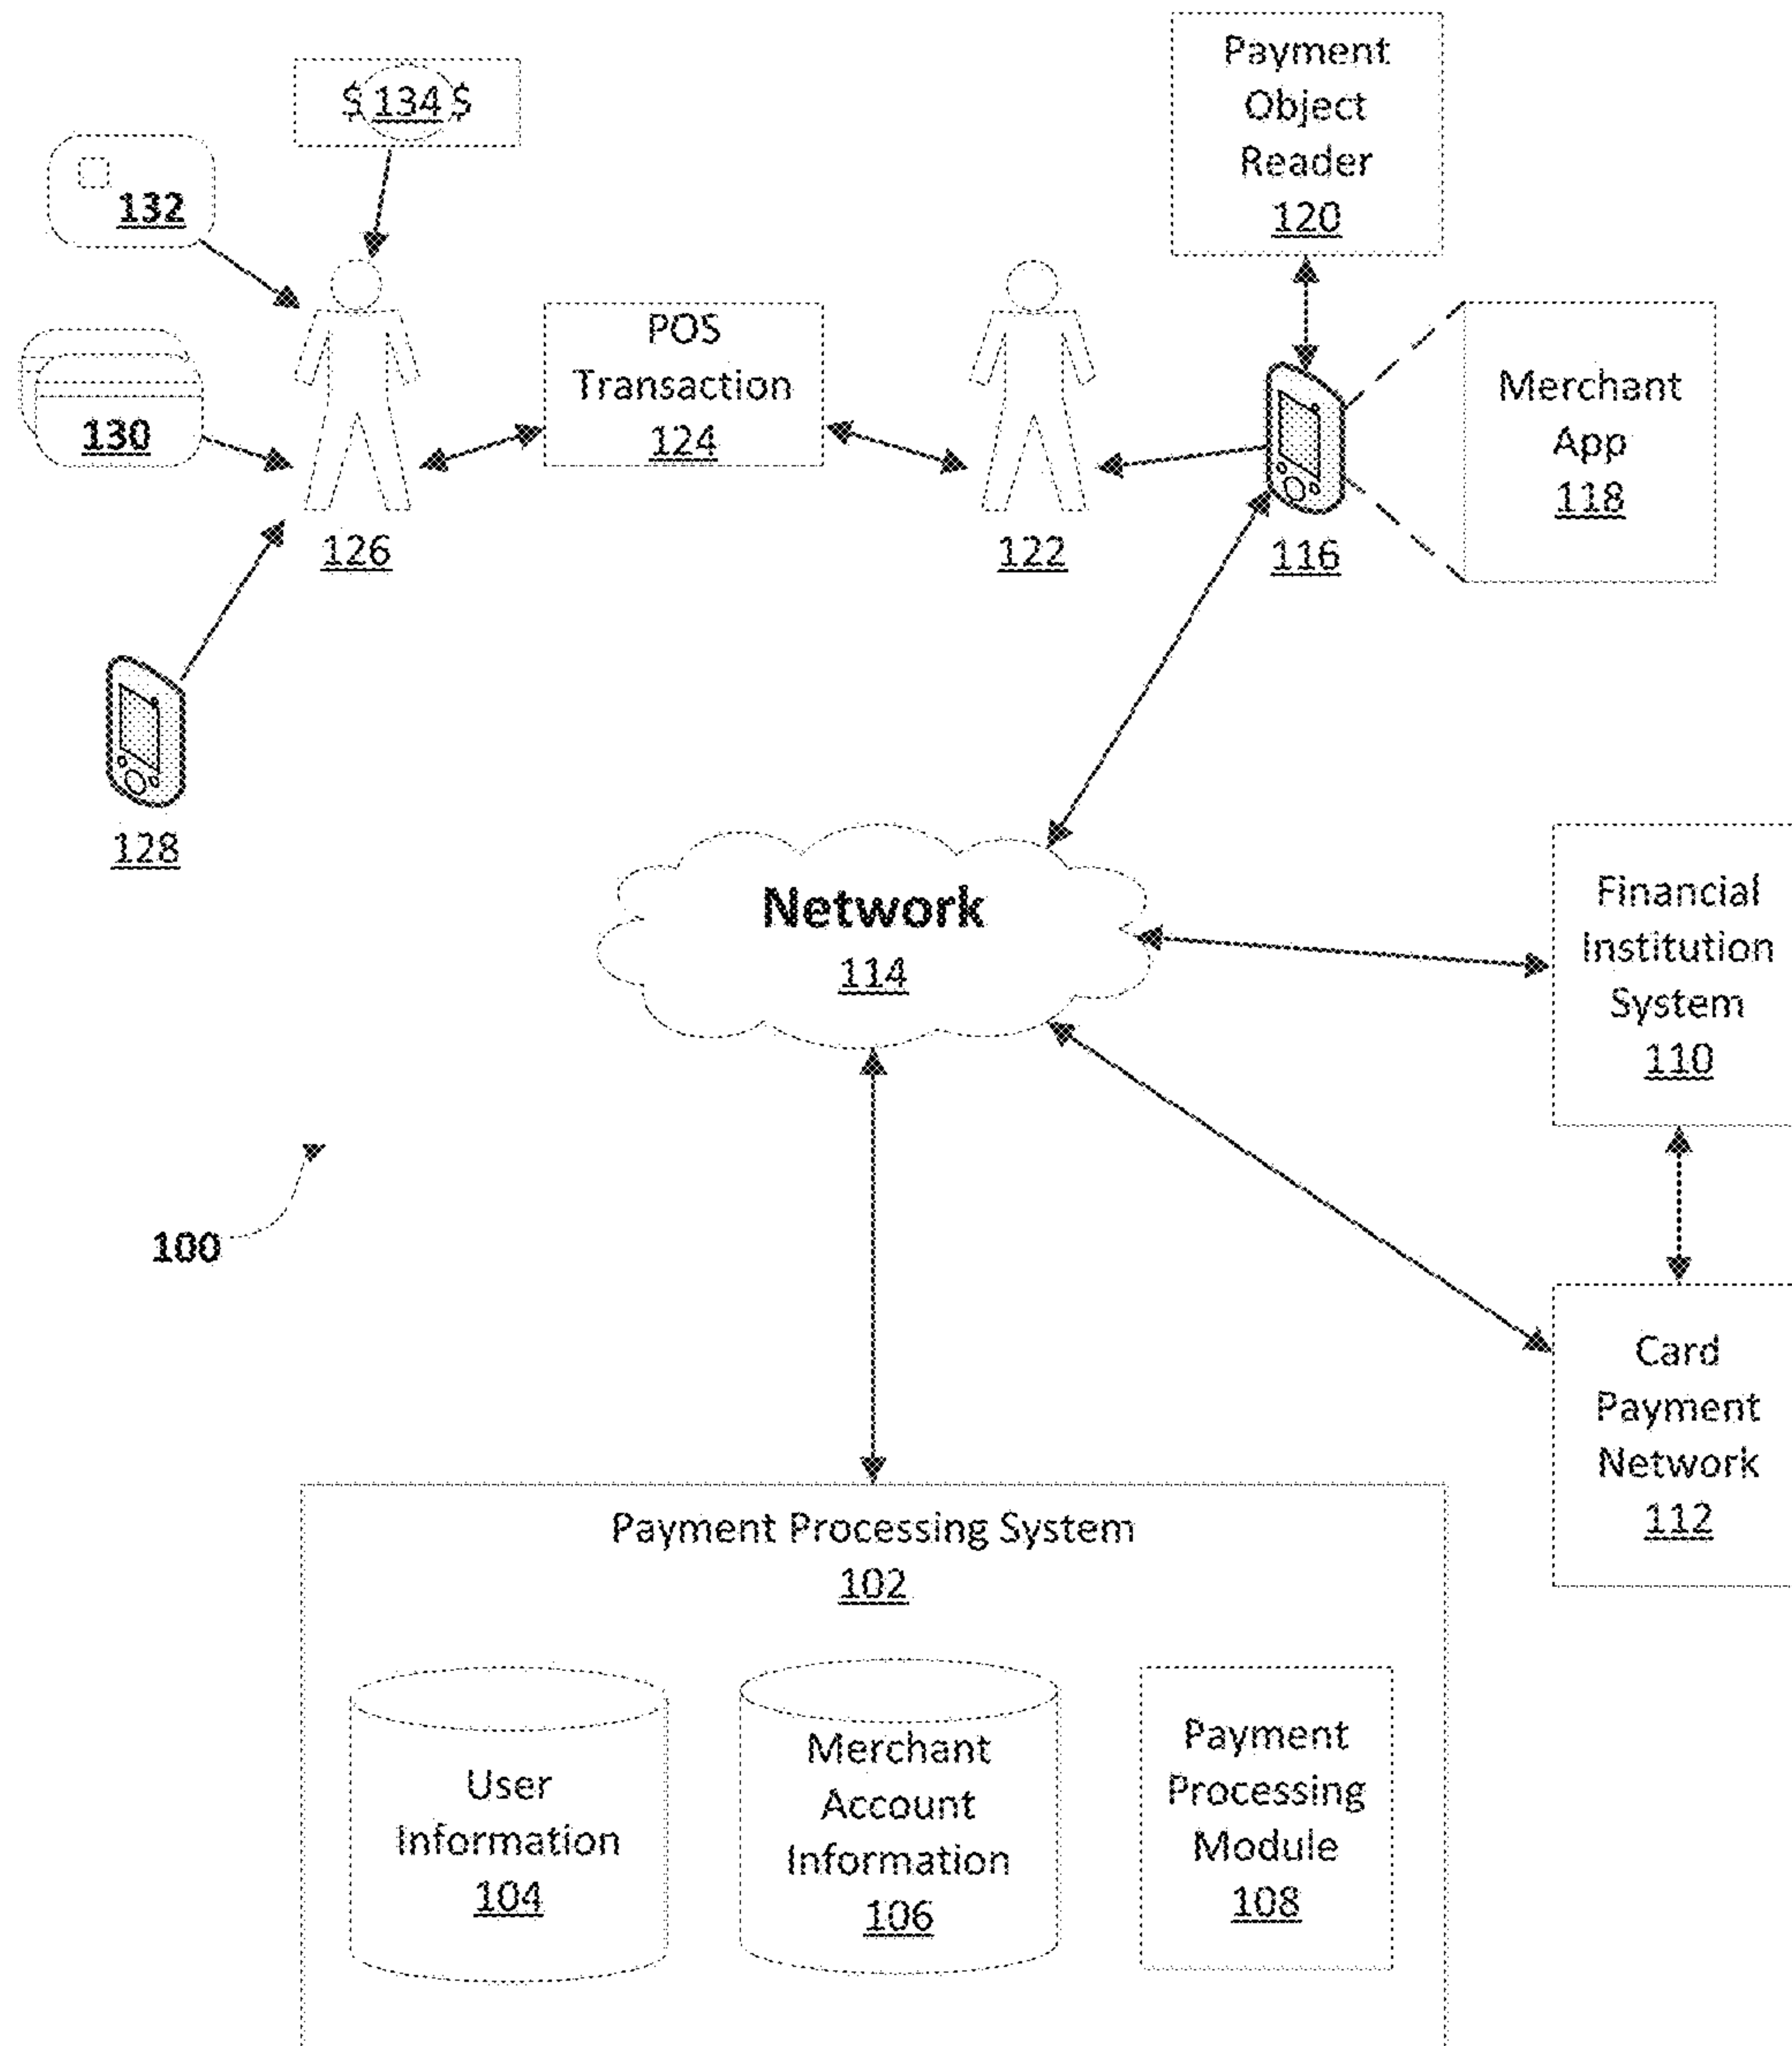 $ 134 $
132
130
126
128
POS
Transaction
124
122
Payment
Object
Reader
120
116
Merchant
App
118
Network
114
Financial
Institution
System
110
Card
Payment
Network
112
100
Payment Processing System
102
User
Information
104
Merchant
Account
Information
106
Payment
Processing
Module
108